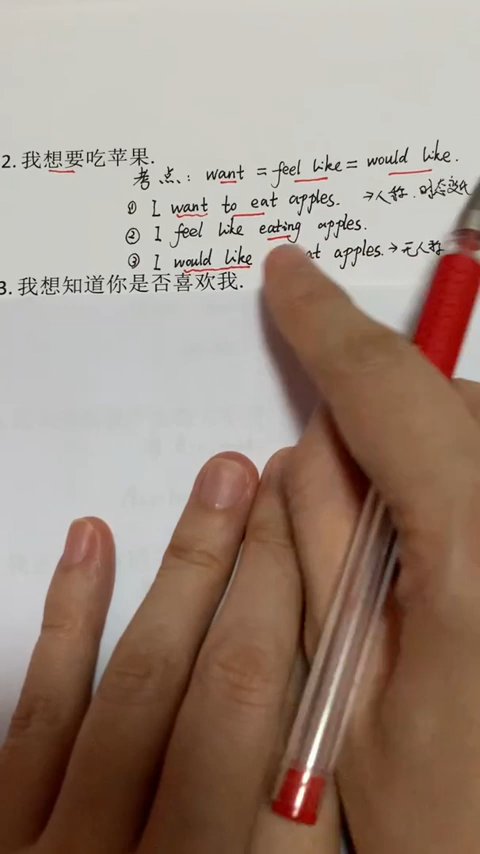 2. 我想要吃苹果.
考点: want = feel like = would like.
① I want to eat apples. →人称. 时态变化
② I feel like eating apples.
③ I would like apples. →无人称
3. 我想知道你是否喜欢我.